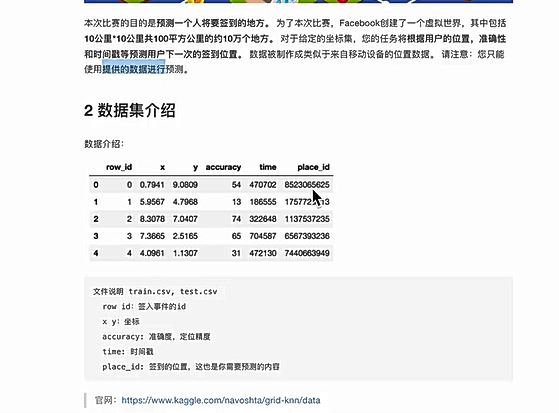 本次比赛的目的是预测一个人将要签到的地方。 为了本次比赛，Facebook创建了一个虚拟世界，其中包括
10公里*10公里共100平方公里的约10万个地方。 对于给定的坐标集，您的任务将根据用户的位置，准确性
和时间戳等预测用户下一次的签到位置。 数据被制成类似于来自移动设备的位置数据。 请注意：您只能
使用提供的数据进行预测。
2 数据集介绍
数据介绍：
row_id x y accuracy time place_id
0 0 0.7941 9.0809 54 470702 8523065625
1 1 5.9567 4.7968 13 186555
2 2 8.3078 7.0407 74 322648 1137537235
3 3 7.3665 2.5165 65 704587 6567393236
4 4 4.0961 1.1307 31 472130 7440663949
文件说明 train.csv, test.csv
row id：签入事件的id
x y：坐标
accuracy: 准确度，定位精度
time: 时间戳
place_id: 签到的位置，这也是你需要预测的内容
官网：https://www.kaggle.com/navoshta/grid-knn/data